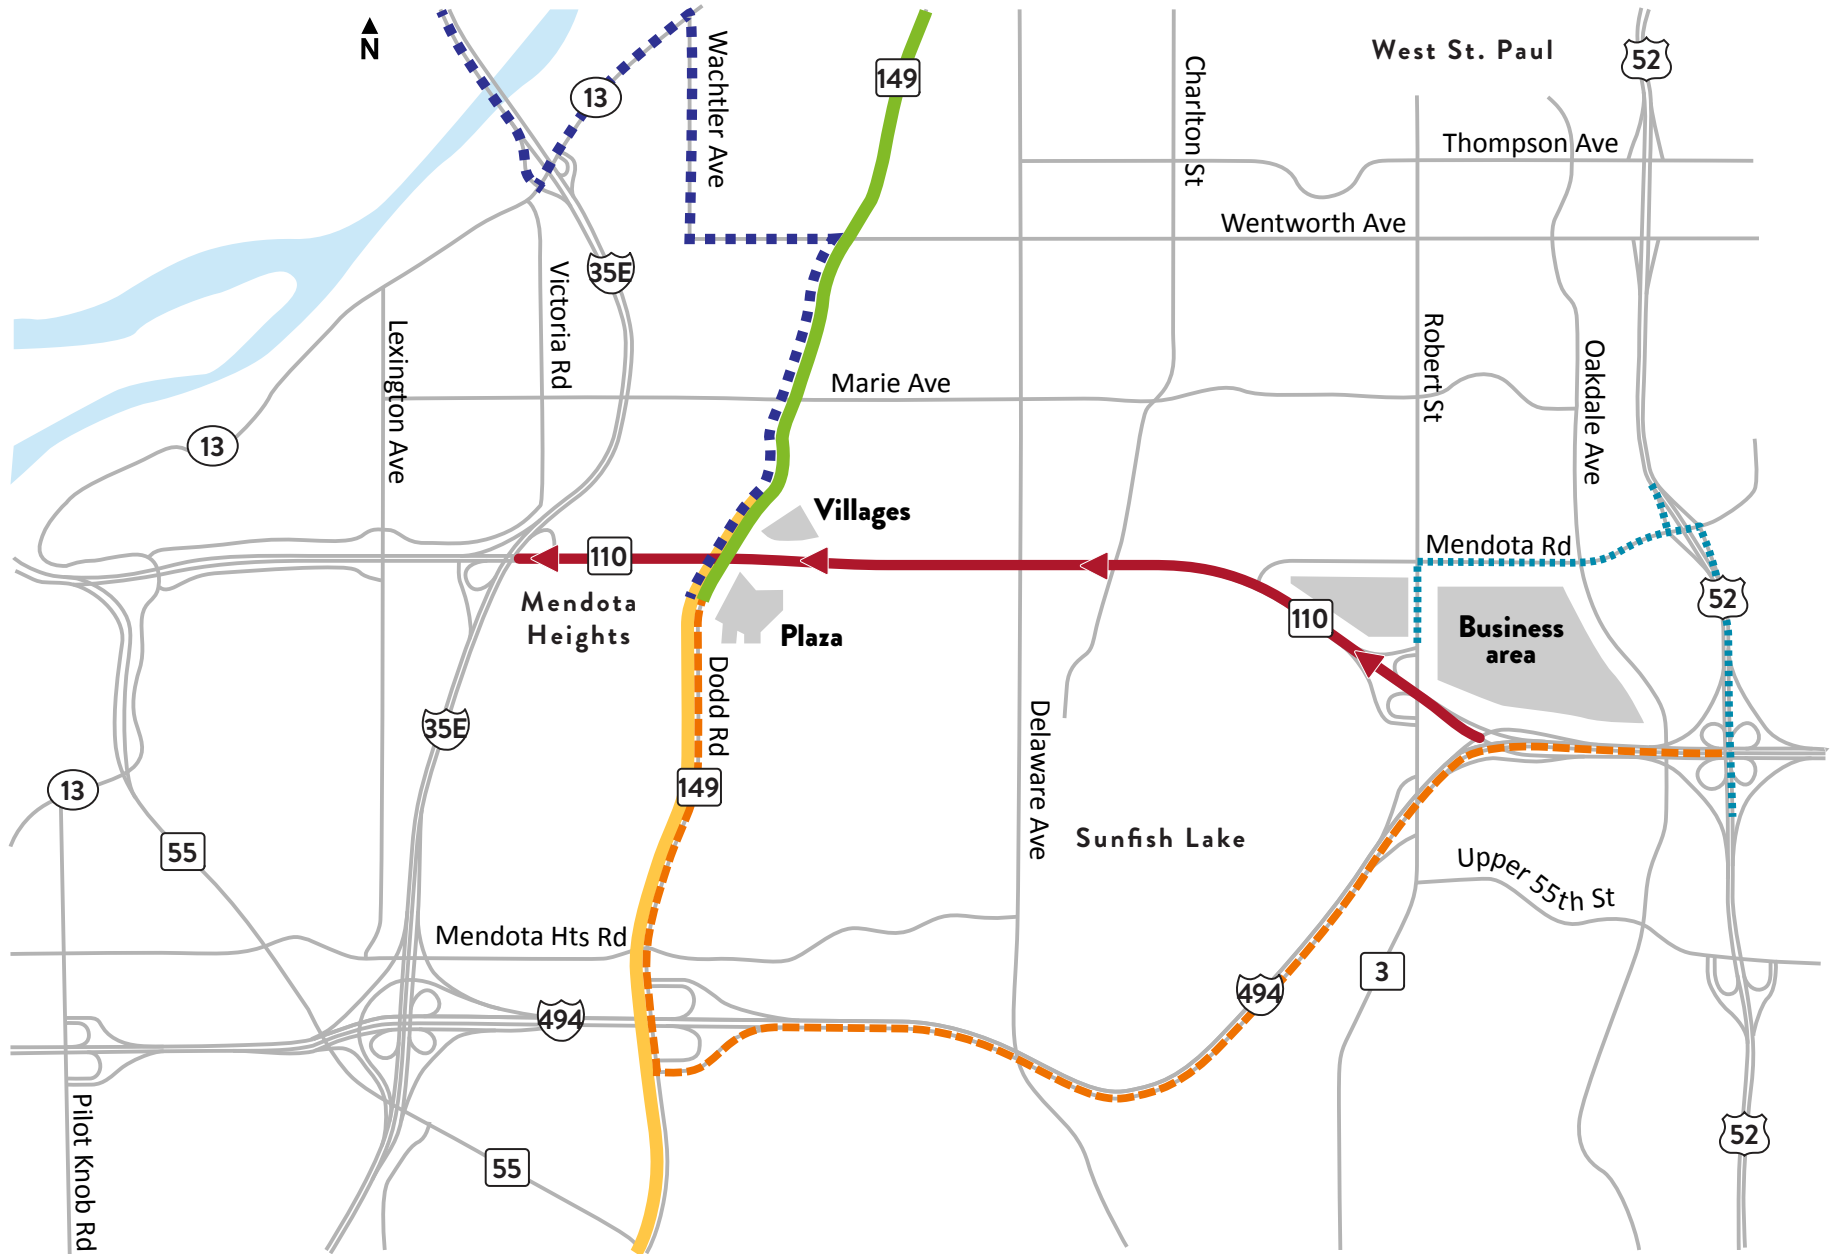 N
13
Wachtler Ave
149
Charlton St
West St. Paul
52
Thompson Ave
Wentworth Ave
35E
Victoria Rd
Lexington Ave
Marie Ave
Robert St
Oakdale Ave
13
Villages
110
Mendota Rd
Mendota
Heights
Plaza
110
Business
area
52
Dodd Rd
35E
149
Delaware Ave
13
55
Sunfish Lake
Upper 55th St
Mendota Hts Rd
494
494
3
Pilot Knob Rd
55
52